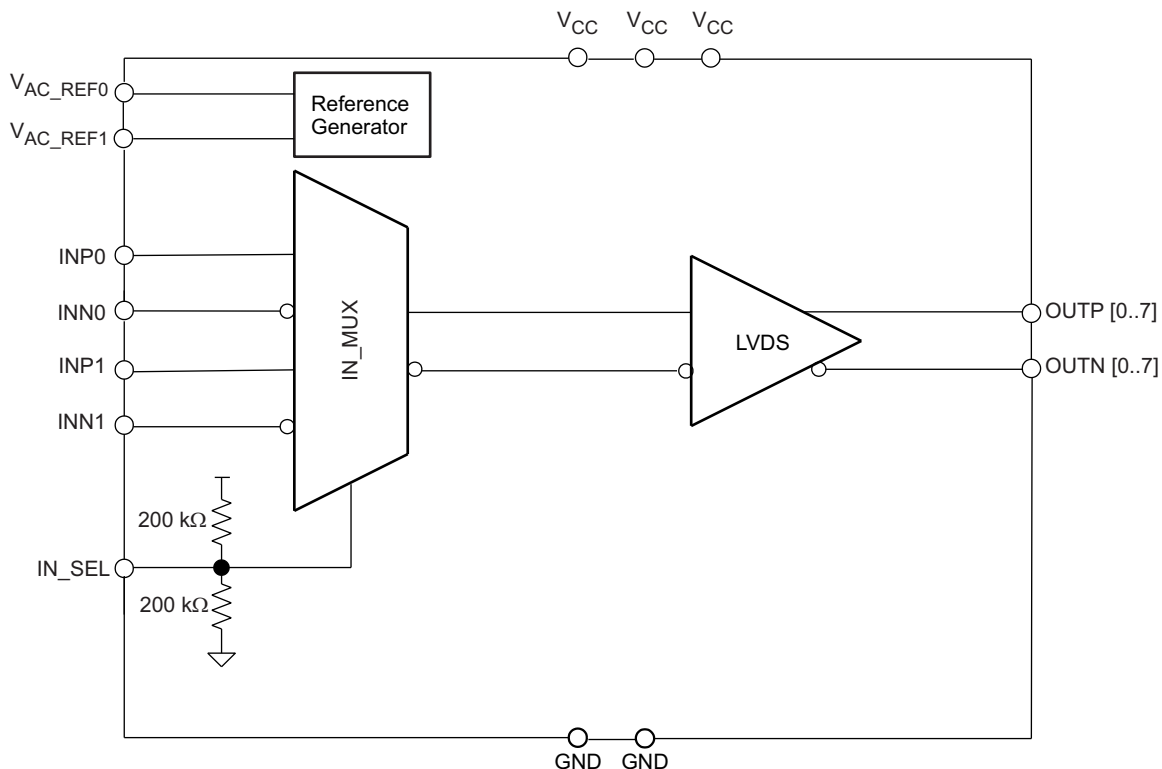 VCC VCC VCC
VAC_REF0
VAC_REF1
Reference
Generator
INP0
INN0
INP1
INN1
IN_MUX
LVDS
OUTP [0..7]
OUTN [0..7]
200 kΩ
IN_SEL
200 kΩ
GND GND